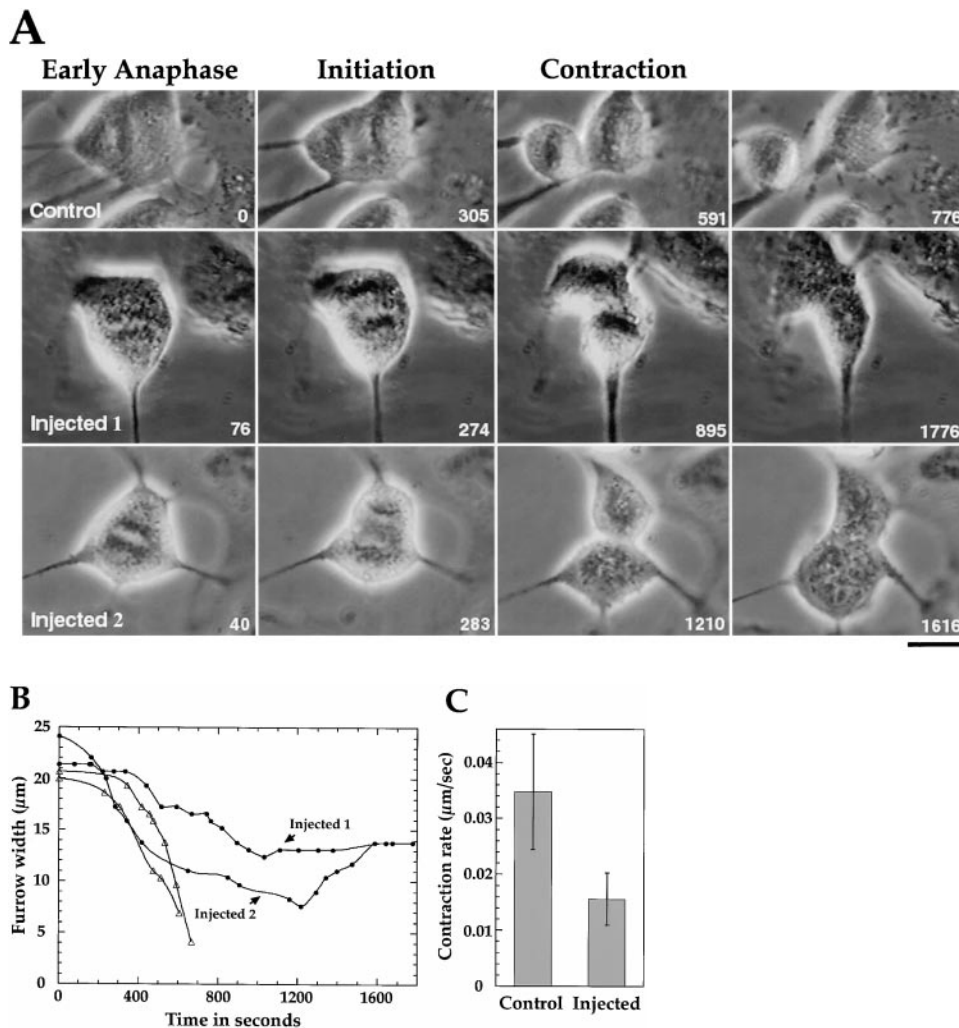 A
Early Anaphase Initiation Contraction
Control 0 305 591 776
Injected 1 76 274 895 1776
Injected 2 40 283 1210 1616
B
Furrow width (μm)
25
20
15
10
5
0
Injected 1
Injected 2
0 400 800 1200 1600
Time in seconds
C
Contraction rate (μm/sec)
0.04
0.03
0.02
0.01
0
Control Injected